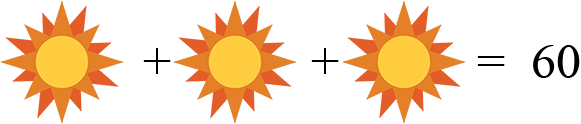 + + = 60